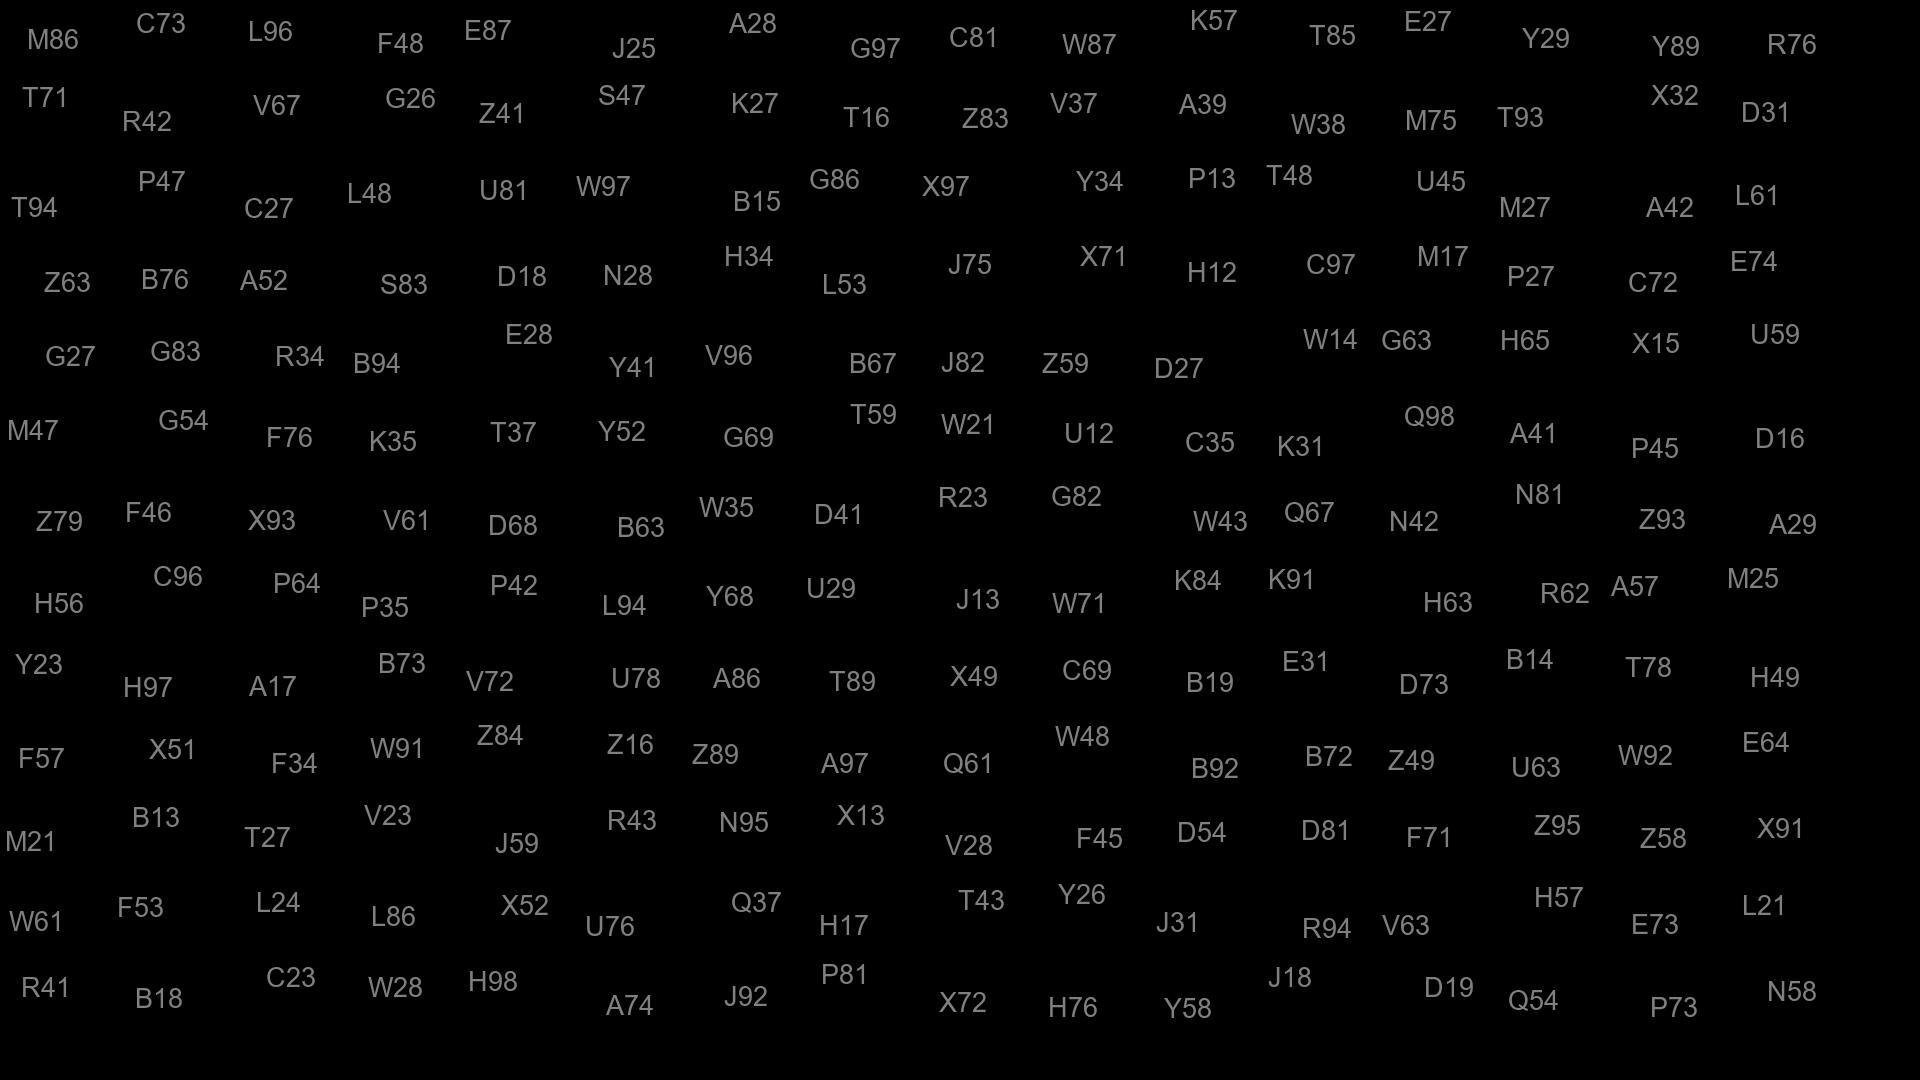 M86 C73 L96 F48 E87 J25 A28 G97 C81 W87 K57 T85 E27 Y29 Y89 R76
T71 R42 V67 G26 Z41 S47 K27 T16 Z83 V37 A39 W38 M75 T93 X32 D31
T94 P47 C27 L48 U81 W97 B15 G86 X97 Y34 P13 T48 U45 M27 A42 L61
Z63 B76 A52 S83 D18 N28 H34 L53 J75 X71 H12 C97 M17 P27 C72 E74
G27 G83 R34 B94 E28 Y41 V96 B67 J82 Z59 D27 W14 G63 H65 X15 U59
M47 G54 F76 K35 T37 Y52 G69 T59 W21 U12 C35 K31 Q98 A41 P45 D16
Z79 F46 X93 V61 D68 B63 W35 D41 R23 G82 W43 Q67 N42 N81 Z93 A29
H56 C96 P64 P35 P42 L94 Y68 U29 J13 W71 K84 K91 H63 R62 A57 M25
Y23 H97 A17 B73 V72 U78 A86 T89 X49 C69 B19 E31 D73 B14 T78 H49
F57 X51 F34 W91 Z84 Z16 Z89 A97 Q61 W48 B92 B72 Z49 U63 W92 E64
M21 B13 T27 V23 J59 R43 N95 X13 V28 F45 D54 D81 F71 Z95 Z58 X91
W61 F53 L24 L86 X52 U76 Q37 H17 T43 Y26 J31 R94 V63 H57 E73 L21
R41 B18 C23 W28 H98 A74 J92 P81 X72 H76 Y58 J18 D19 Q54 P73 N58